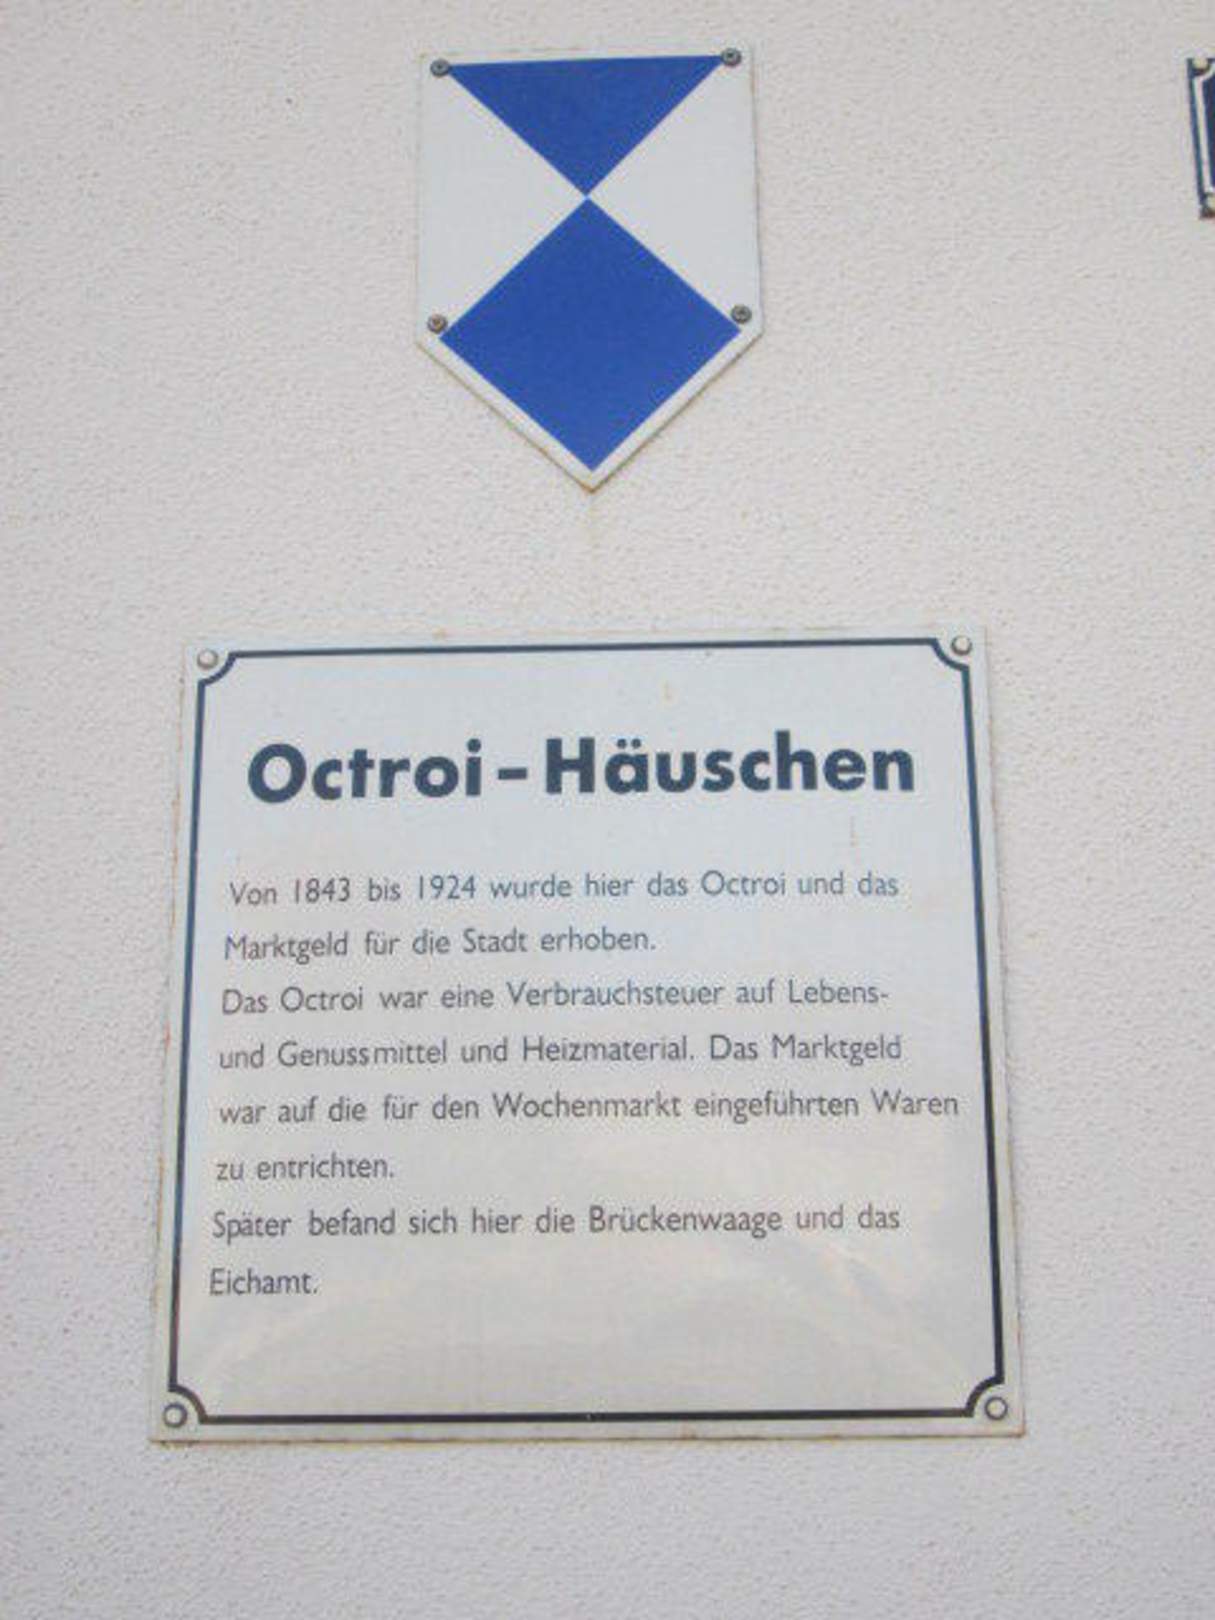 Octroi-Häuschen
Von 1843 bis 1924 wurde hier das Octroi und das
Marktgeld für die Stadt erhoben.
Das Octroi war eine Verbrauchsteuer auf Lebens-
und Genussmittel und Heizmaterial. Das Marktgeld
war auf die für den Wochenmarkt eingeführten Waren
zu entrichten.
Später befand sich hier die Brückenwaage und das
Eichamt.